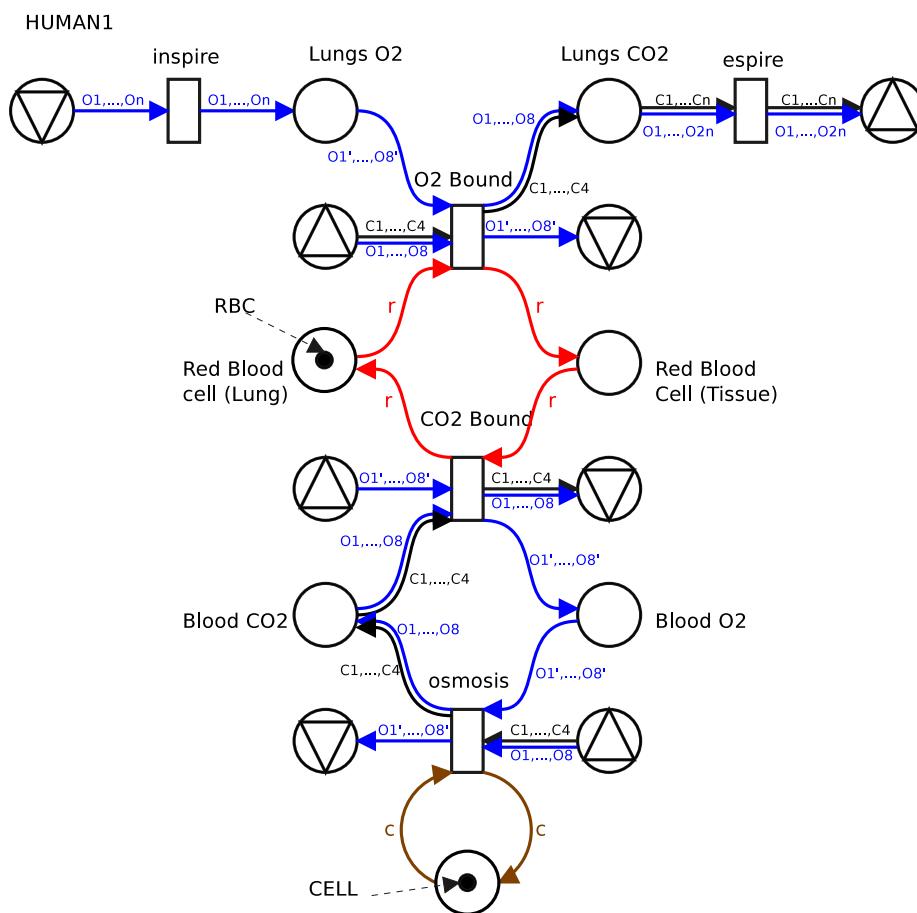 HUMAN1
inspire
Lungs O2
Lungs CO2
espire
O1,...,On
O1,...,On
C1,...Cn
O1,...,O2n
C1,...Cn
O1,...,O2n
O1',...,O8'
O1,...,O8
C1,...,C4
O2 Bound
C1,...,C4
O1,...,O8
O1',...,O8'
r
r
RBC
Red Blood
cell (Lung)
Red Blood
Cell (Tissue)
r
r
CO2 Bound
O1',...,O8'
C1,...,C4
O1,...,O8
O1,...,O8
C1,...,C4
O1',...,O8'
Blood CO2
Blood O2
O1,...,O8
C1,...,C4
O1',...,O8'
osmosis
O1',...,O8'
C1,...,C4
O1,...,O8
c
c
CELL